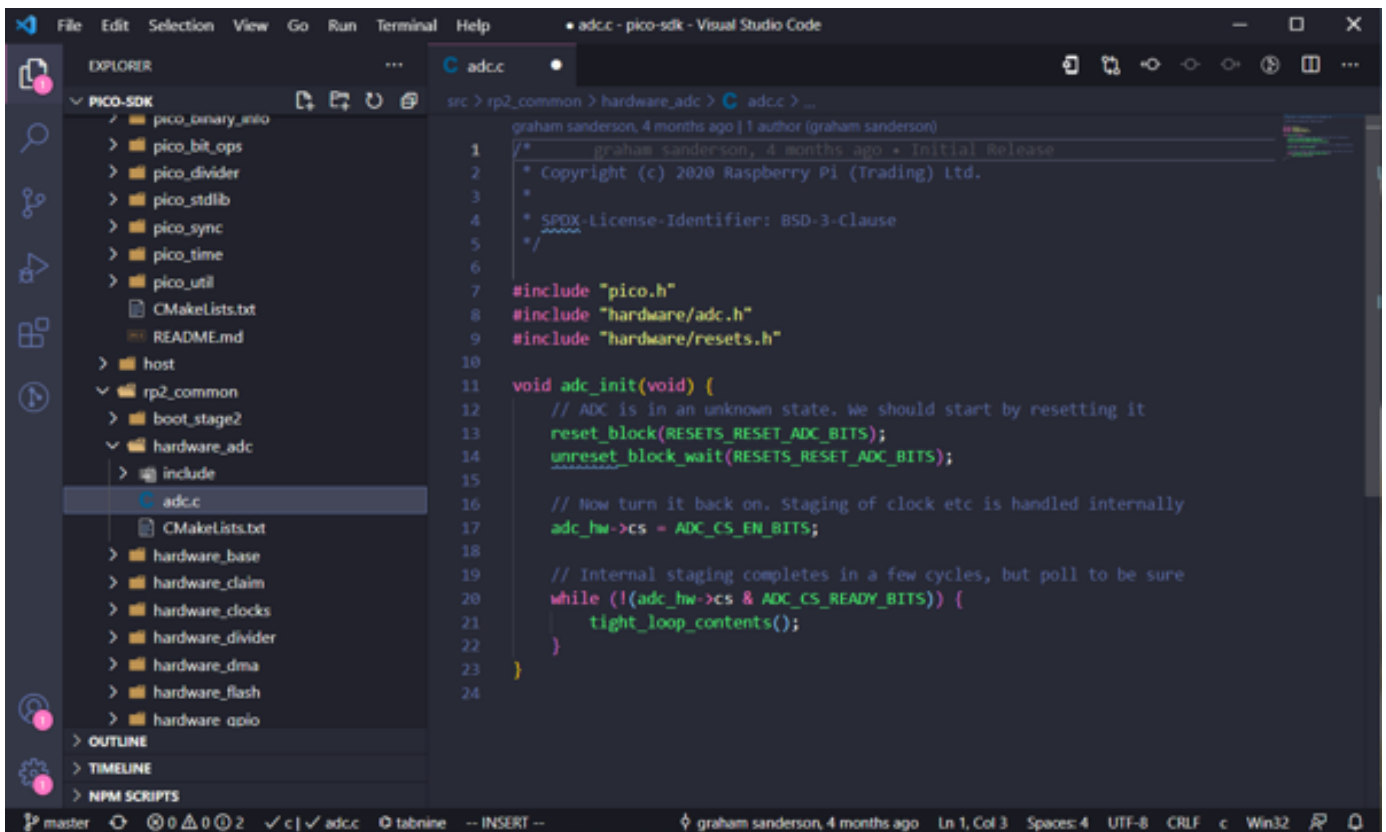 File Edit Selection View Go Run Terminal Help
● adc.c - pico-sdk - Visual Studio Code
EXPLORER
PICO-SDK
pico_binary_info
pico_bit_ops
pico_divider
pico_stdlib
pico_sync
pico_time
pico_util
CMakeLists.txt
README.md
host
rp2_common
boot_stage2
hardware_adc
include
C adc.c
CMakeLists.txt
hardware_base
hardware_claim
hardware_clocks
hardware_divider
hardware_dma
hardware_flash
hardware_gpio
OUTLINE
TIMELINE
NPM SCRIPTS
1
1
1
C adc.c ●
src > rp2_common > hardware_adc > C adc.c > ...
graham sanderson, 4 months ago | 1 author (graham sanderson)
1 /* graham sanderson, 4 months ago • Initial Release
2 * Copyright (c) 2020 Raspberry Pi (Trading) Ltd.
3 *
4 * SPDX-License-Identifier: BSD-3-Clause
5 */
6
7 #include "pico.h"
8 #include "hardware/adc.h"
9 #include "hardware/resets.h"
10
11 void adc_init(void) {
12 // ADC is in an unknown state. We should start by resetting it
13 reset_block(RESETS_RESET_ADC_BITS);
14 unreset_block_wait(RESETS_RESET_ADC_BITS);
15
16 // Now turn it back on. Staging of clock etc is handled internally
17 adc_hw->cs = ADC_CS_EN_BITS;
18
19 // Internal staging completes in a few cycles, but poll to be sure
20 while (!(adc_hw->cs & ADC_CS_READY_BITS)) {
21 tight_loop_contents();
22 }
23 }
24
master 0 0 2 c | adc.c tabnine -- INSERT -- graham sanderson, 4 months ago Ln 1, Col 3 Spaces: 4 UTF-8 CRLF c Win32